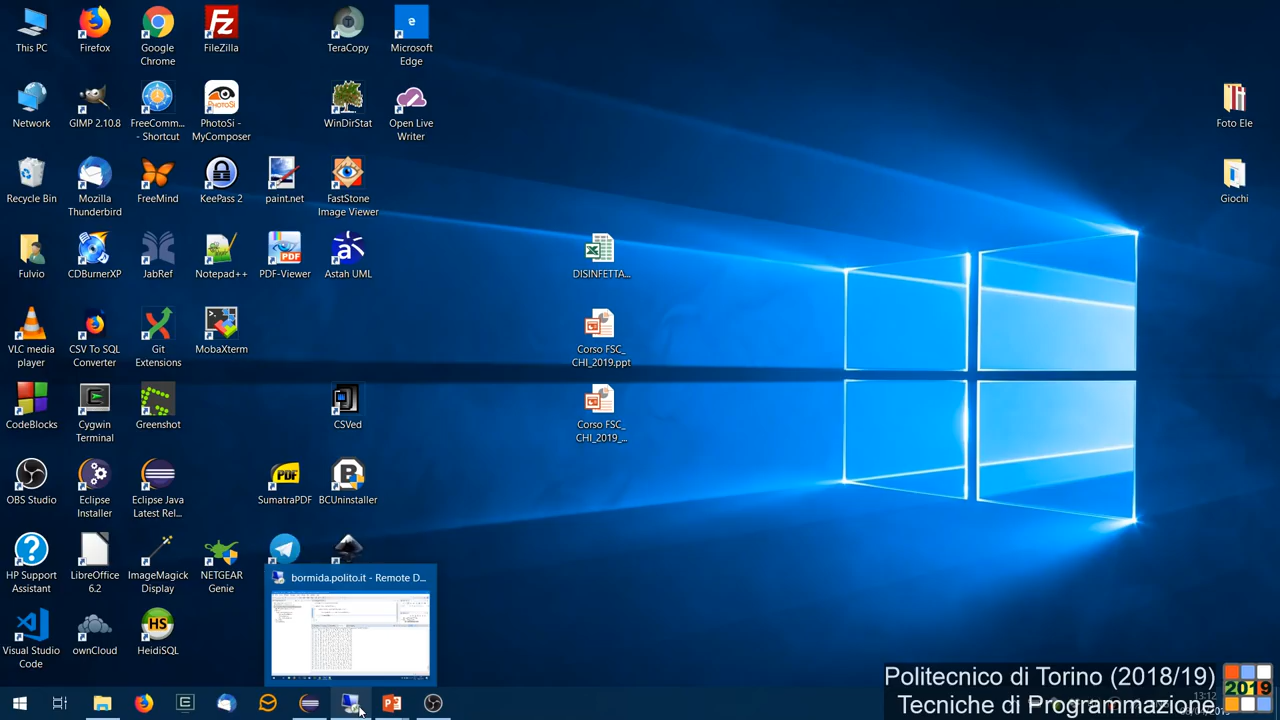 This PC
Firefox
Google
Chrome
FileZilla
TeraCopy
Microsoft
Edge
Network
GIMP 2.10.8
FreeComm...
- Shortcut
PhotoSi -
MyComposer
WinDirStat
Open Live
Writer
Foto Ele
Recycle Bin
Mozilla
Thunderbird
FreeMind
KeePass 2
paint.net
FastStone
Image Viewer
Giochi
Fulvio
CDBurnerXP
JabRef
Notepad++
PDF-Viewer
Astah UML
DISINFETTA...
VLC media
player
CSV To SQL
Converter
Git
Extensions
MobaXterm
Corso FSC_
CHI_2019.ppt
CodeBlocks
Cygwin
Terminal
Greenshot
CSVed
Corso FSC_
CHI_2019_...
OBS Studio
Eclipse
Installer
Eclipse Java
Latest Rel...
SumatraPDF
BCUninstaller
HP Support
Assistant
LibreOffice
6.2
ImageMagick
Display
NETGEAR
Genie
bormida.polito.it - Remote D...
Visual Studio
Code
ownCloud
HeidiSQL
Politecnico di Torino (2018/19)
Tecniche di Programmazione
2019
13:12